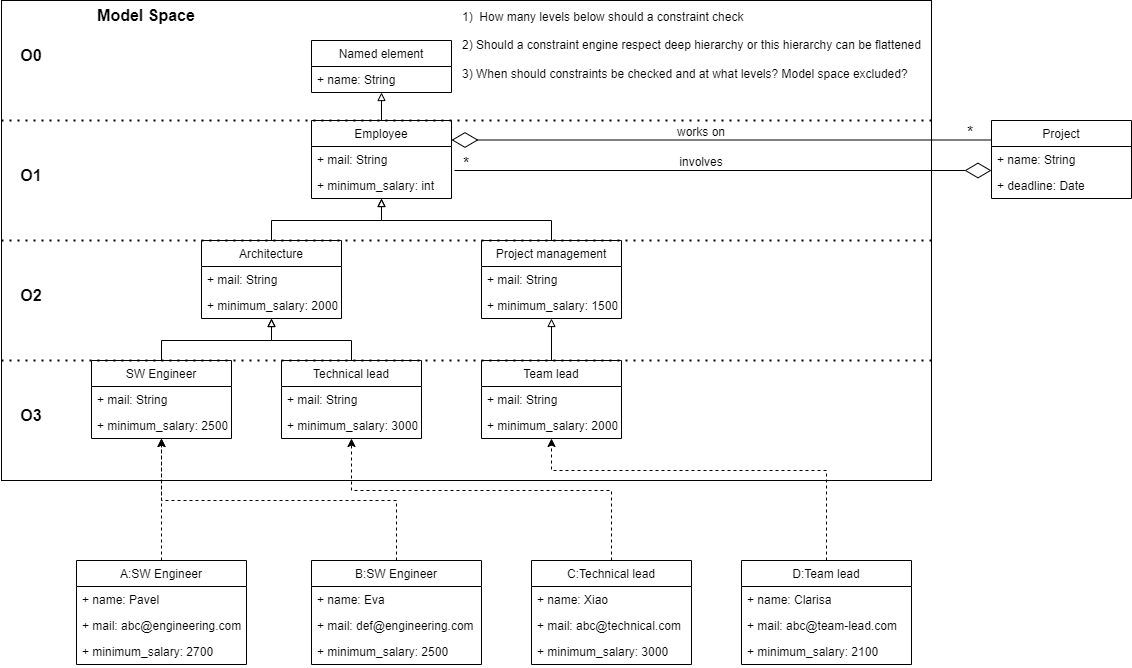 Model Space
1) How many levels below should a constraint check
2) Should a constraint engine respect deep hierarchy or this hierarchy can be flattened
3) When should constraints be checked and at what levels? Model space excluded?
O0
Named element
+ name: String
O1
Employee
+ mail: String
+ minimum_salary: int
works on
*
*
involves
Project
+ name: String
+ deadline: Date
O2
Architecture
+ mail: String
+ minimum_salary: 2000
Project management
+ mail: String
+ minimum_salary: 1500
O3
SW Engineer
+ mail: String
+ minimum_salary: 2500
Technical lead
+ mail: String
+ minimum_salary: 3000
Team lead
+ mail: String
+ minimum_salary: 2000
A:SW Engineer
+ name: Pavel
+ mail: abc@engineering.com
+ minimum_salary: 2700
B:SW Engineer
+ name: Eva
+ mail: def@engineering.com
+ minimum_salary: 2500
C:Technical lead
+ name: Xiao
+ mail: abc@technical.com
+ minimum_salary: 3000
D:Team lead
+ name: Clarisa
+ mail: abc@team-lead.com
+ minimum_salary: 2100